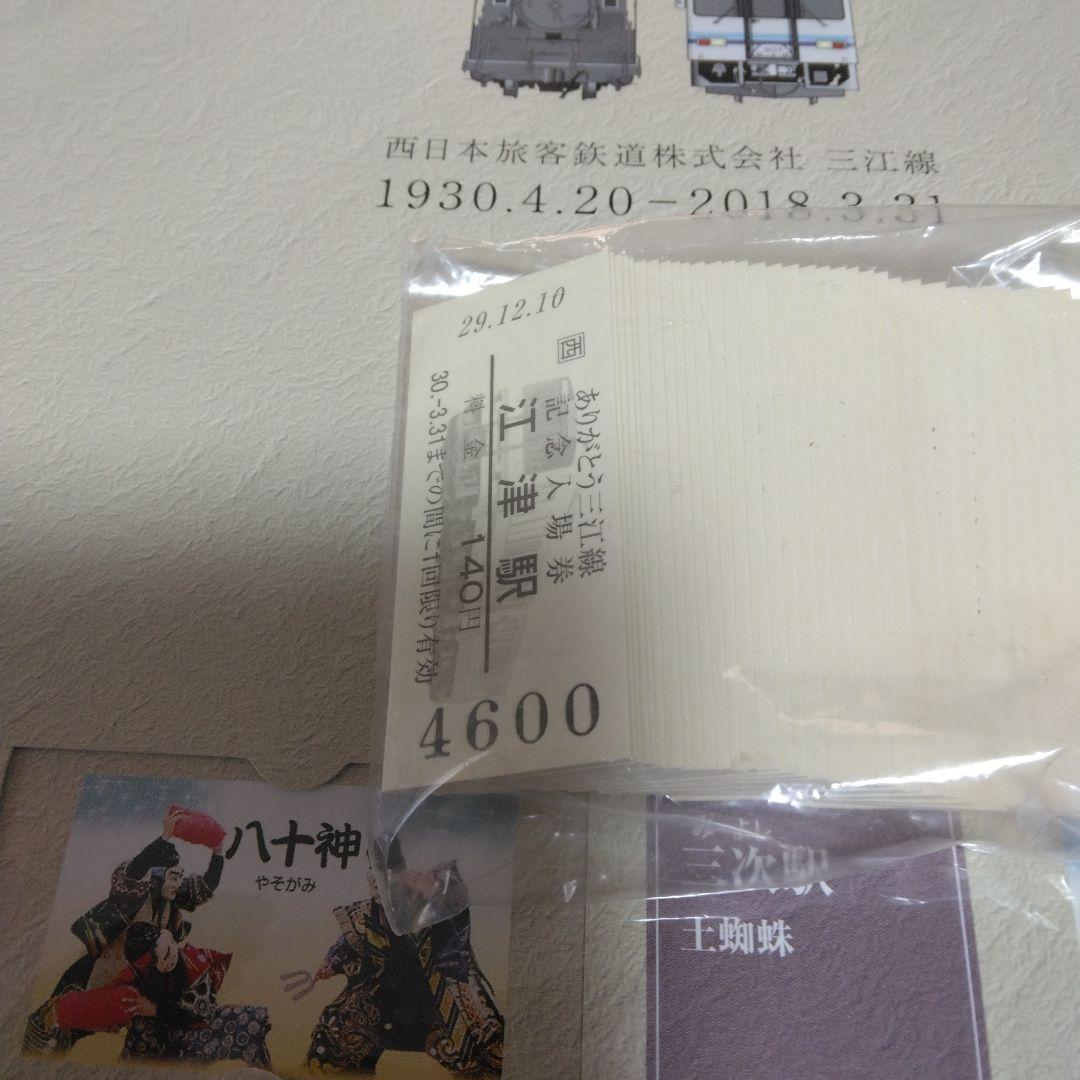 西日本旅客鉄道株式会社 三江線
1930.4.20－2018.3.31
29.12.10
西
ありがとう三江線
記念入場券
江津駅
料金 140円
30.-3.31までの間に1回限り有効
4600
八十神
やそがみ
三次駅
土蜘蛛